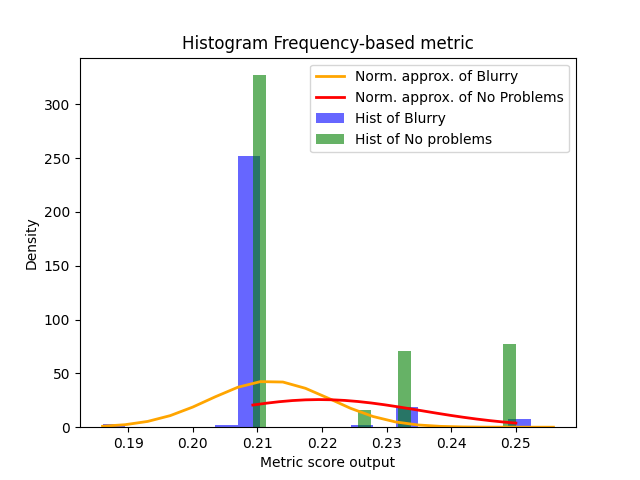 Histogram Frequency-based metric
Norm. approx. of Blurry
Norm. approx. of No Problems
Hist of Blurry
Hist of No problems
Density
300
250
200
150
100
50
0
0.19 0.20 0.21 0.22 0.23 0.24 0.25
Metric score output